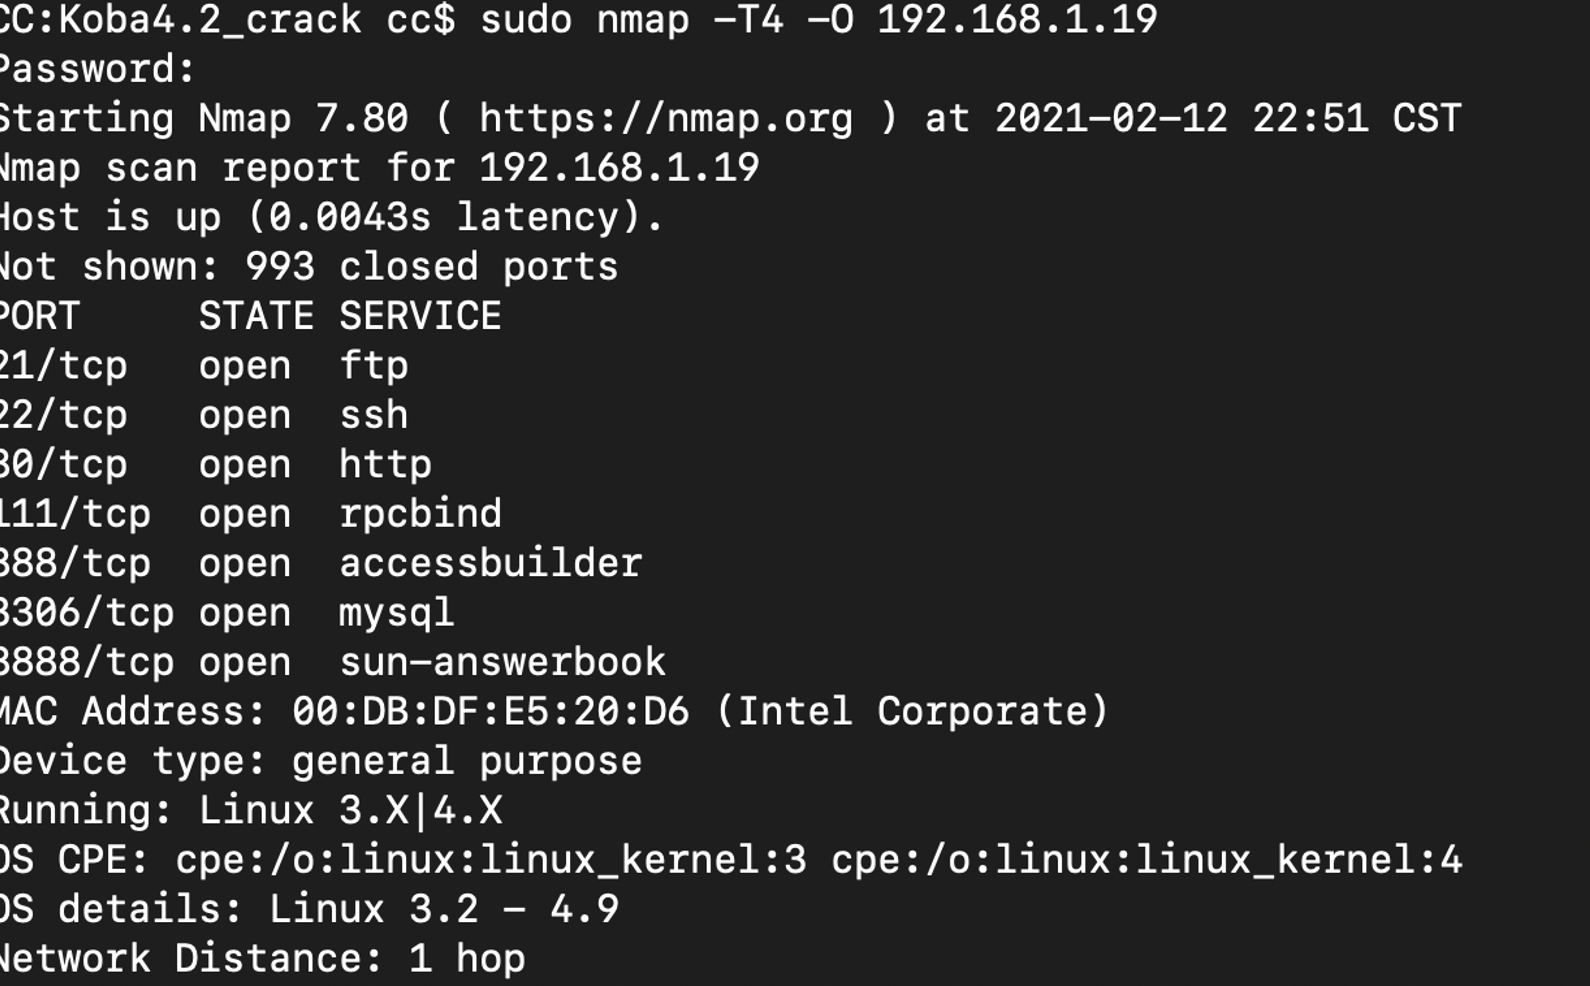 CC:Koba4.2_crack cc$ sudo nmap -T4 -O 192.168.1.19
Password:
Starting Nmap 7.80 ( https://nmap.org ) at 2021-02-12 22:51 CST
Nmap scan report for 192.168.1.19
Host is up (0.0043s latency).
Not shown: 993 closed ports
PORT     STATE SERVICE
21/tcp   open  ftp
22/tcp   open  ssh
80/tcp   open  http
111/tcp  open  rpcbind
888/tcp  open  accessbuilder
3306/tcp open  mysql
8888/tcp open  sun-answerbook
MAC Address: 00:DB:DF:E5:20:D6 (Intel Corporate)
Device type: general purpose
Running: Linux 3.X|4.X
OS CPE: cpe:/o:linux:linux_kernel:3 cpe:/o:linux:linux_kernel:4
OS details: Linux 3.2 - 4.9
Network Distance: 1 hop